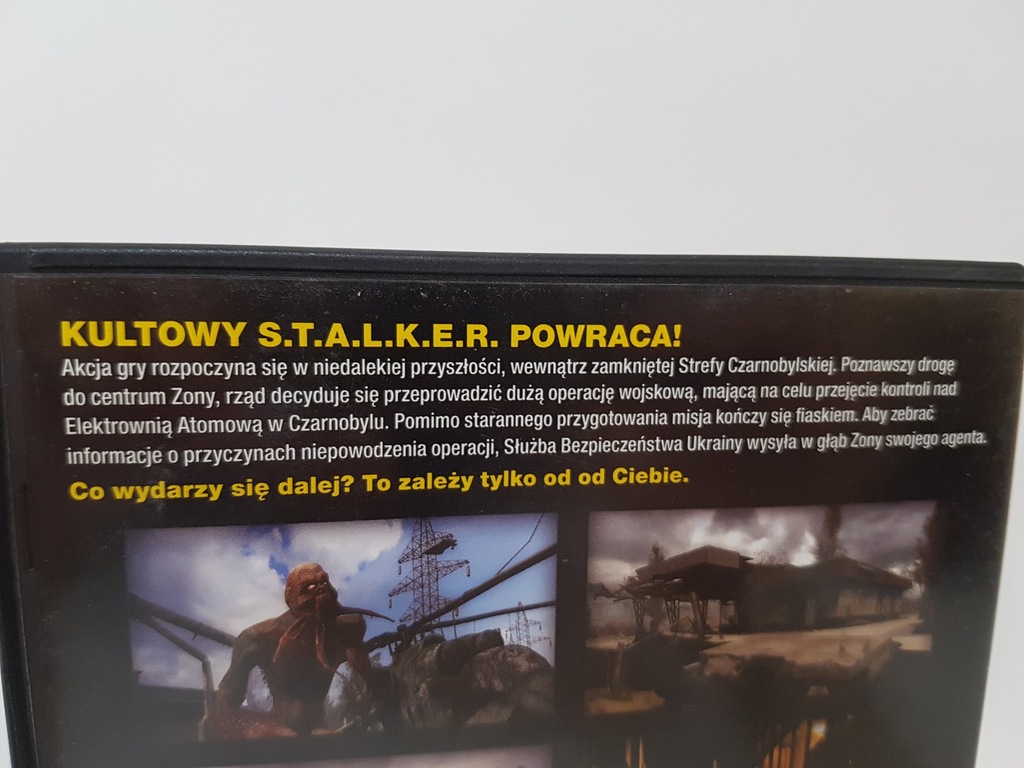 KULTOWY S.T.A.L.K.E.R. POWRACA!
Akcja gry rozpoczyna się w niedalekiej przyszłości, wewnątrz zamkniętej Strefy Czarnobylskiej. Poznawszy drogę
do centrum Zony, rząd decyduje się przeprowadzić dużą operację wojskową, mającą na celu przejęcie kontroli nad
Elektrownią Atomową w Czarnobylu. Pomimo starannego przygotowania misja kończy się fiaskiem. Aby zebrać
informacje o przyczynach niepowodzenia operacji, Służba Bezpieczeństwa Ukrainy wysyła w głąb Zony swojego agenta.
Co wydarzy się dalej? To zależy tylko od od Ciebie.